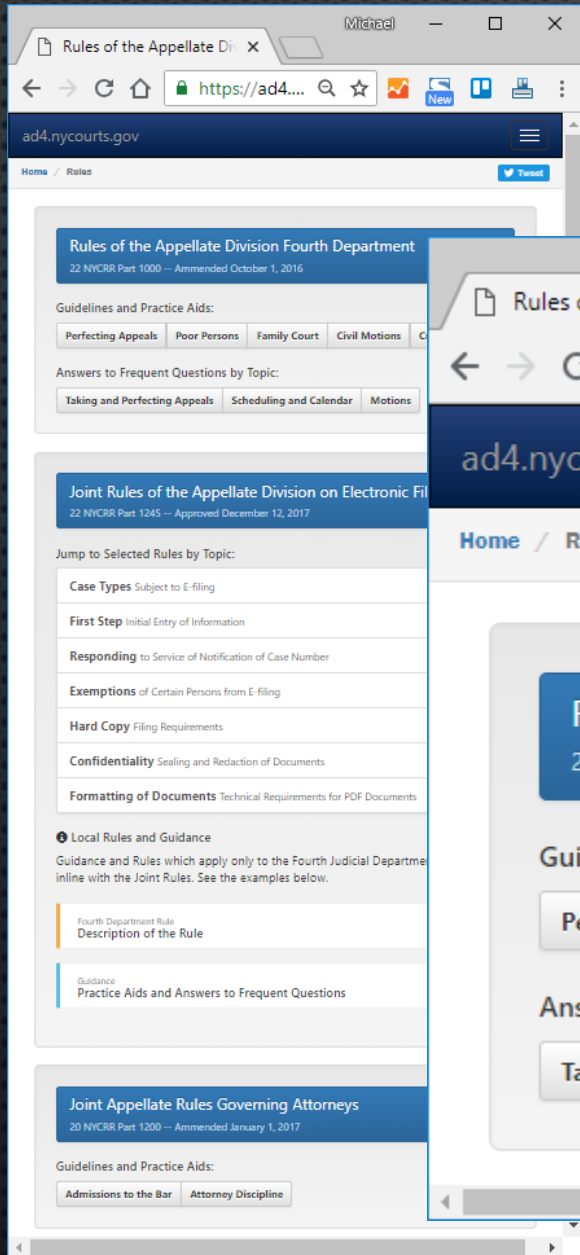 Michael
Rules of the Appellate Di
https://ad4....
New
ad4.nycourts.gov
Home / Rules
Tweet
Rules of the Appellate Division Fourth Department
22 NYCRR Part 1000 -- Ammended October 1, 2016
Guidelines and Practice Aids:
Perfecting Appeals Poor Persons Family Court Civil Motions
Answers to Frequent Questions by Topic:
Taking and Perfecting Appeals Scheduling and Calendar Motions
Joint Rules of the Appellate Division on Electronic Fil
22 NYCRR Part 1245 -- Approved December 12, 2017
Jump to Selected Rules by Topic:
Case Types Subject to E-filing
First Step Initial Entry of Information
Responding to Service of Notification of Case Number
Exemptions of Certain Persons from E-filing
Hard Copy Filing Requirements
Confidentiality Sealing and Redaction of Documents
Formatting of Documents Technical Requirements for PDF Documents
Local Rules and Guidance
Guidance and Rules which apply only to the Fourth Judicial Departme
inline with the Joint Rules. See the examples below.
Fourth Department Rule
Description of the Rule
Guidance
Practice Aids and Answers to Frequent Questions
Joint Appellate Rules Governing Attorneys
20 NYCRR Part 1200 -- Ammended January 1, 2017
Guidelines and Practice Aids:
Admissions to the Bar Attorney Discipline
Rules
ad4.nyc
Home / R
2
Gui
Pe
Ans
Ta